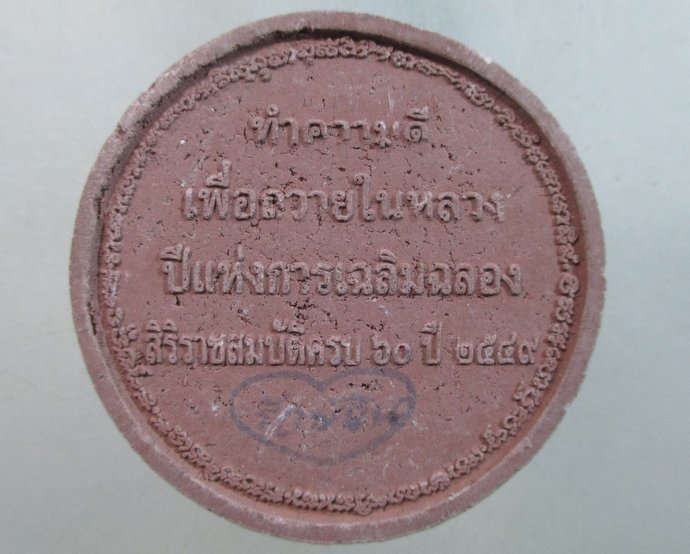 ทำความดี
เพื่อถวายในหลวง
ปีแห่งการเฉลิมฉลอง
สิริราชสมบัติครบ ๖๐ ปี ๒๕๔๙